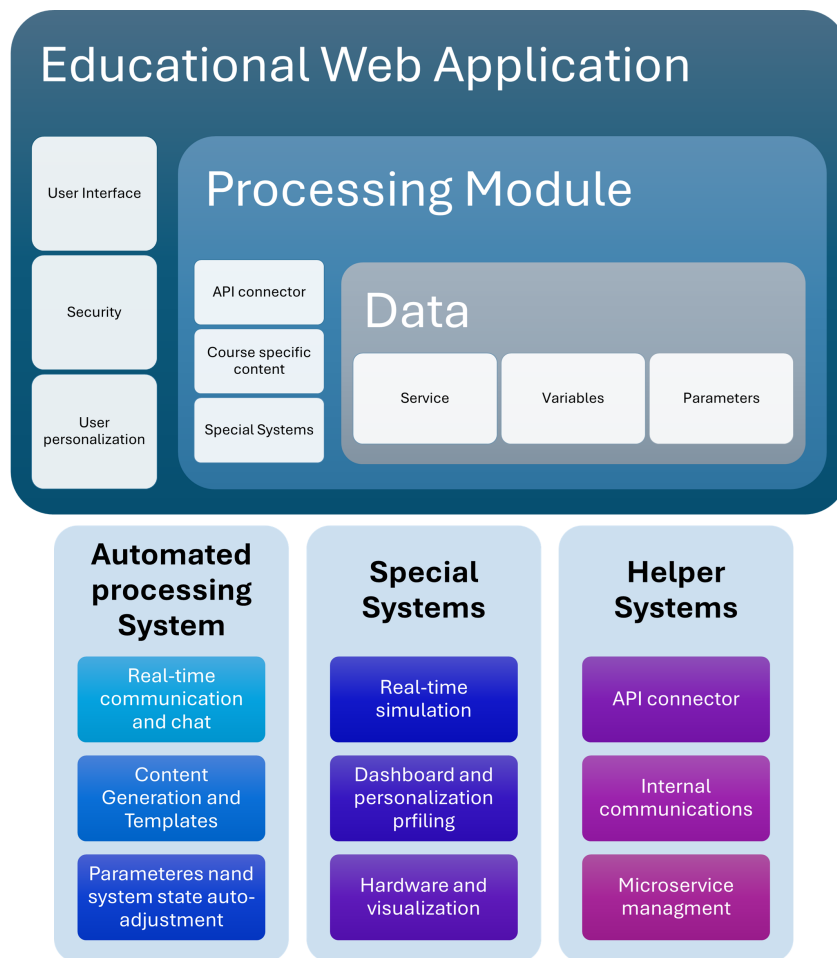 Educational Web Application
User Interface
Security
User
personalization
Processing Module
API connector
Course specific
content
Special Systems
Data
Service
Variables
Parameters
Automated
processing
System
Real-time
communication
and chat
Content
Generation and
Templates
Parameteres nand
system state auto-
adjustment
Special
Systems
Real-time
simulation
Dashboard and
personalization
prfiling
Hardware and
visualization
Helper
Systems
API connector
Internal
communications
Microservice
managment